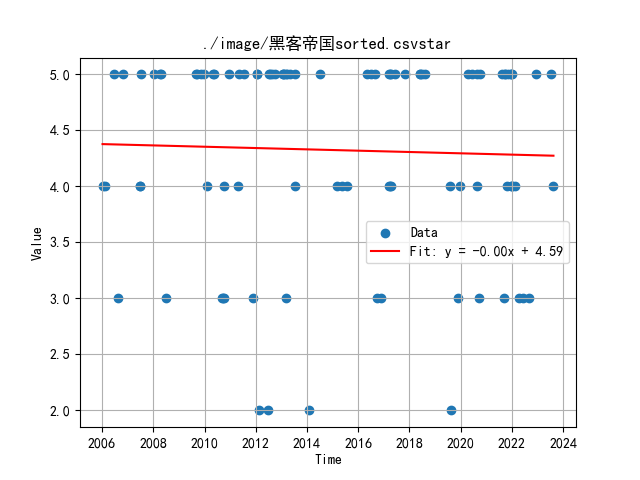 ./image/黑客帝国sorted.csvstar
5.0
4.5
4.0
3.5
3.0
2.5
2.0
Value
Data
Fit: y = -0.00x + 4.59
2006 2008 2010 2012 2014 2016 2018 2020 2022 2024
Time